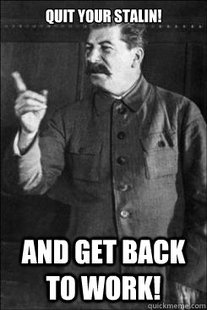 QUIT YOUR STALIN!
AND GET BACK
TO WORK!
quickmeme.com